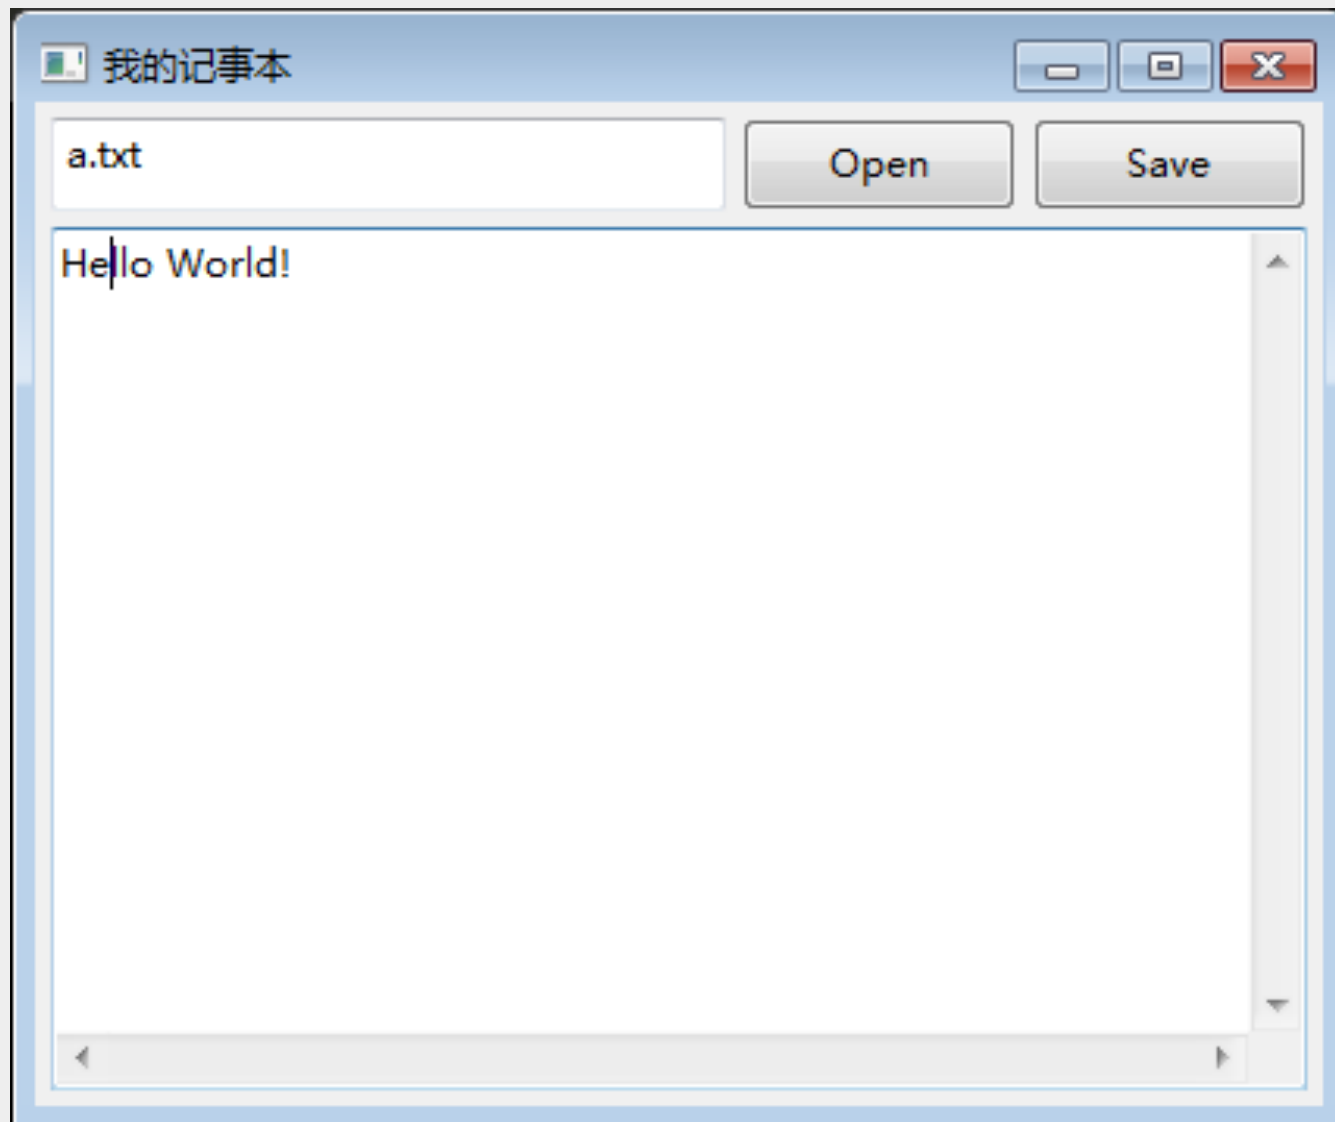 我的记事本
a.txt
Open
Save
Hello World!